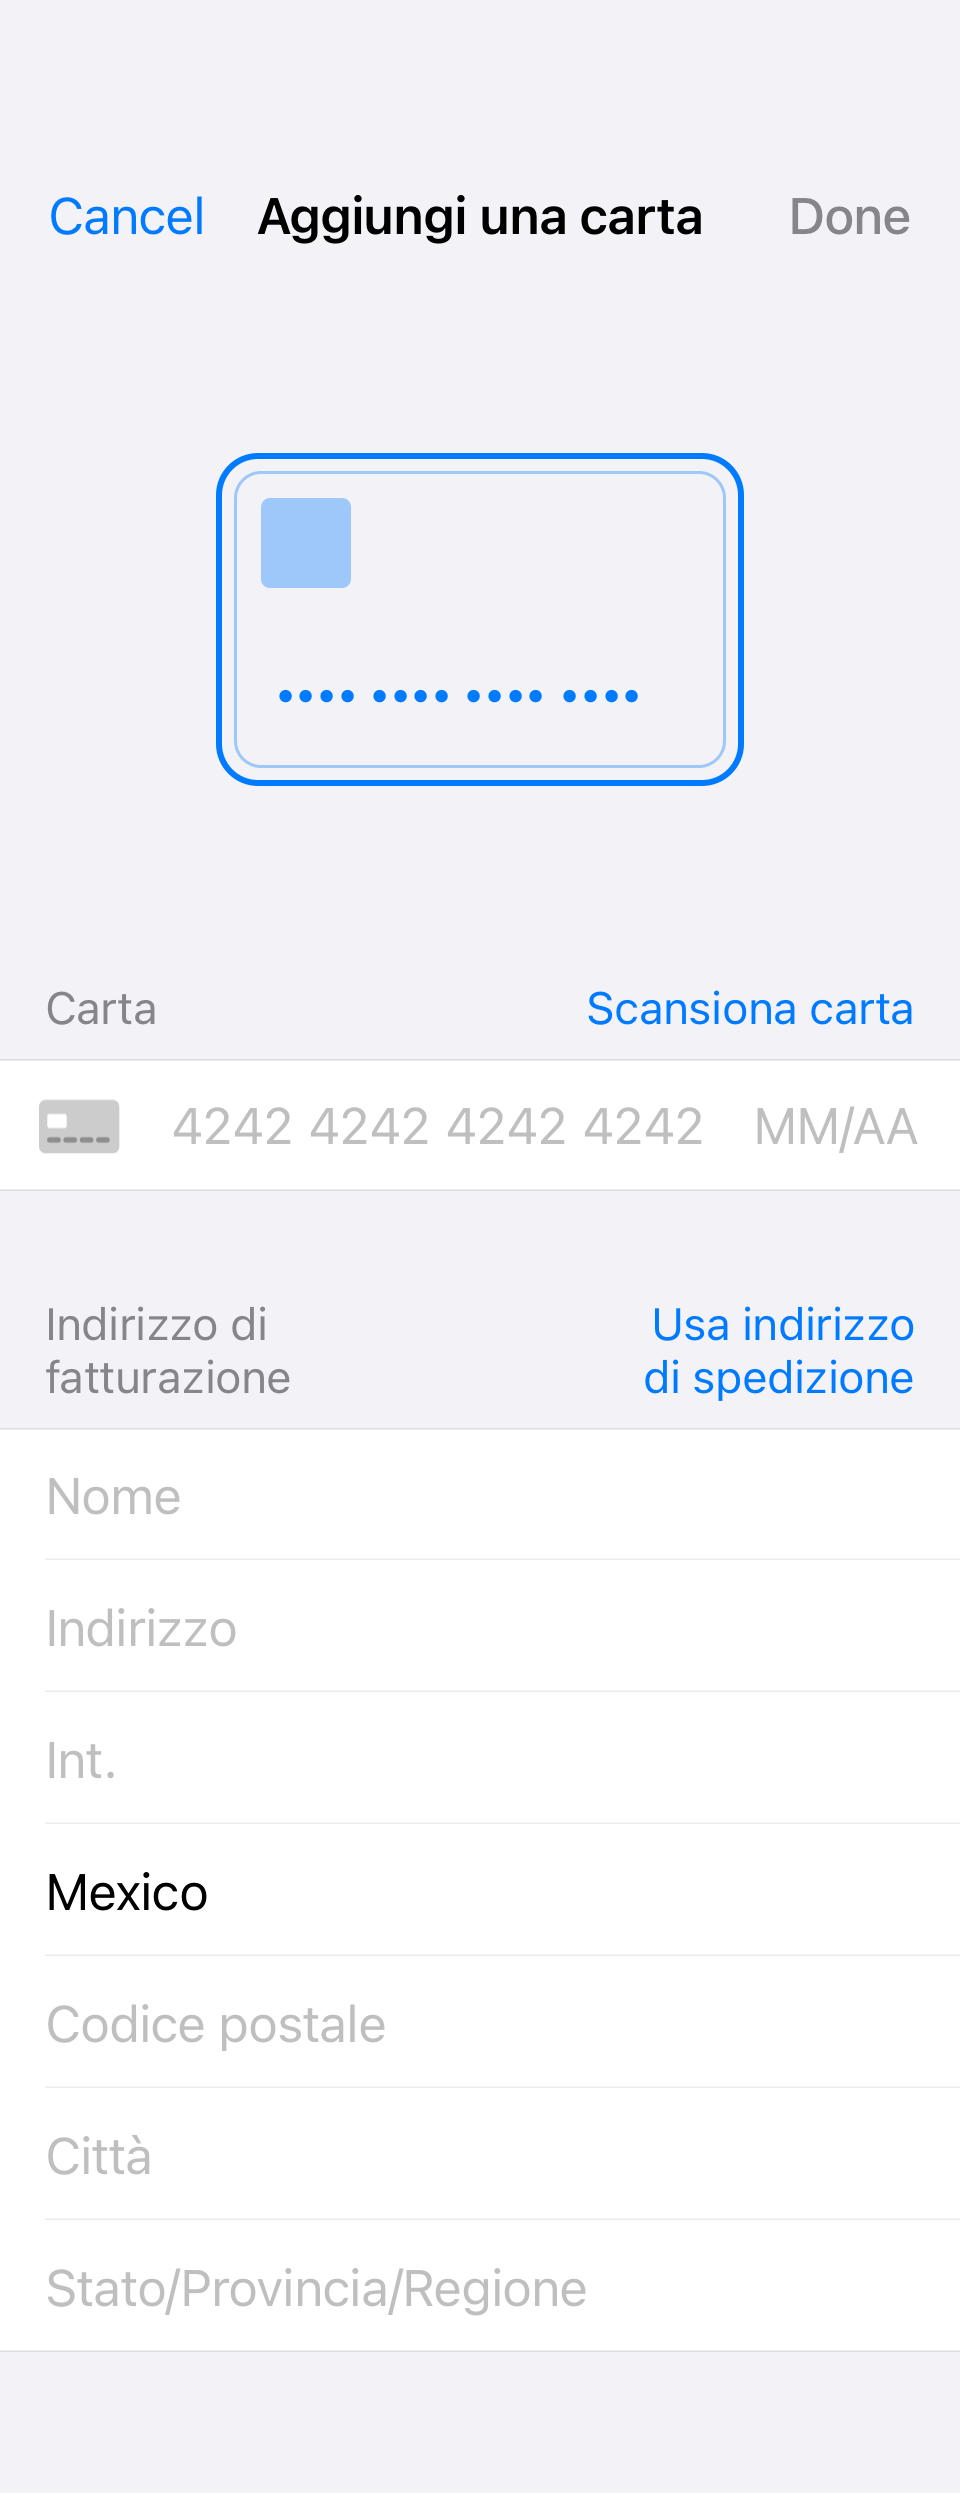 Cancel Aggiungi una carta Done
•••• •••• •••• ••••
Carta Scansiona carta
4242 4242 4242 4242 MM/AA
Indirizzo di
fatturazione
Usa indirizzo
di spedizione
Nome
Indirizzo
Int.
Mexico
Codice postale
Città
Stato/Provincia/Regione